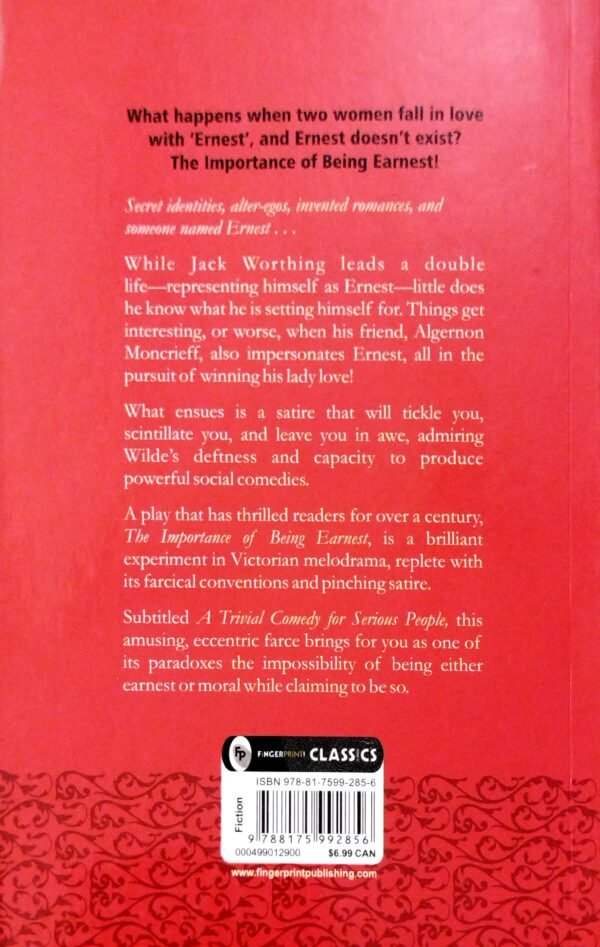 What happens when two women fall in love
with 'Ernest', and Ernest doesn't exist?
The Importance of Being Earnest!
Secret identities, alter-egos, invented romances, and
someone named Ernest . . .
While Jack Worthing leads a double
life—representing himself as Ernest—little does
he know what he is setting himself for. Things get
interesting, or worse, when his friend, Algernon
Moncrieff, also impersonates Ernest, all in the
pursuit of winning his lady love!
What ensues is a satire that will tickle you,
scintillate you, and leave you in awe, admiring
Wilde's deftness and capacity to produce
powerful social comedies.
A play that has thrilled readers for over a century,
The Importance of Being Earnest, is a brilliant
experiment in Victorian melodrama, replete with
its farcical conventions and pinching satire.
Subtitled A Trivial Comedy for Serious People, this
amusing, eccentric farce brings for you as one of
its paradoxes the impossibility of being either
earnest or moral while claiming to be so.
FP FiNGERPRINT! CLASS!CS
ISBN 978-81-7599-285-6
Fiction
9 788175 992856
000499012900 $6.99 CAN
www.fingerprintpublishing.com